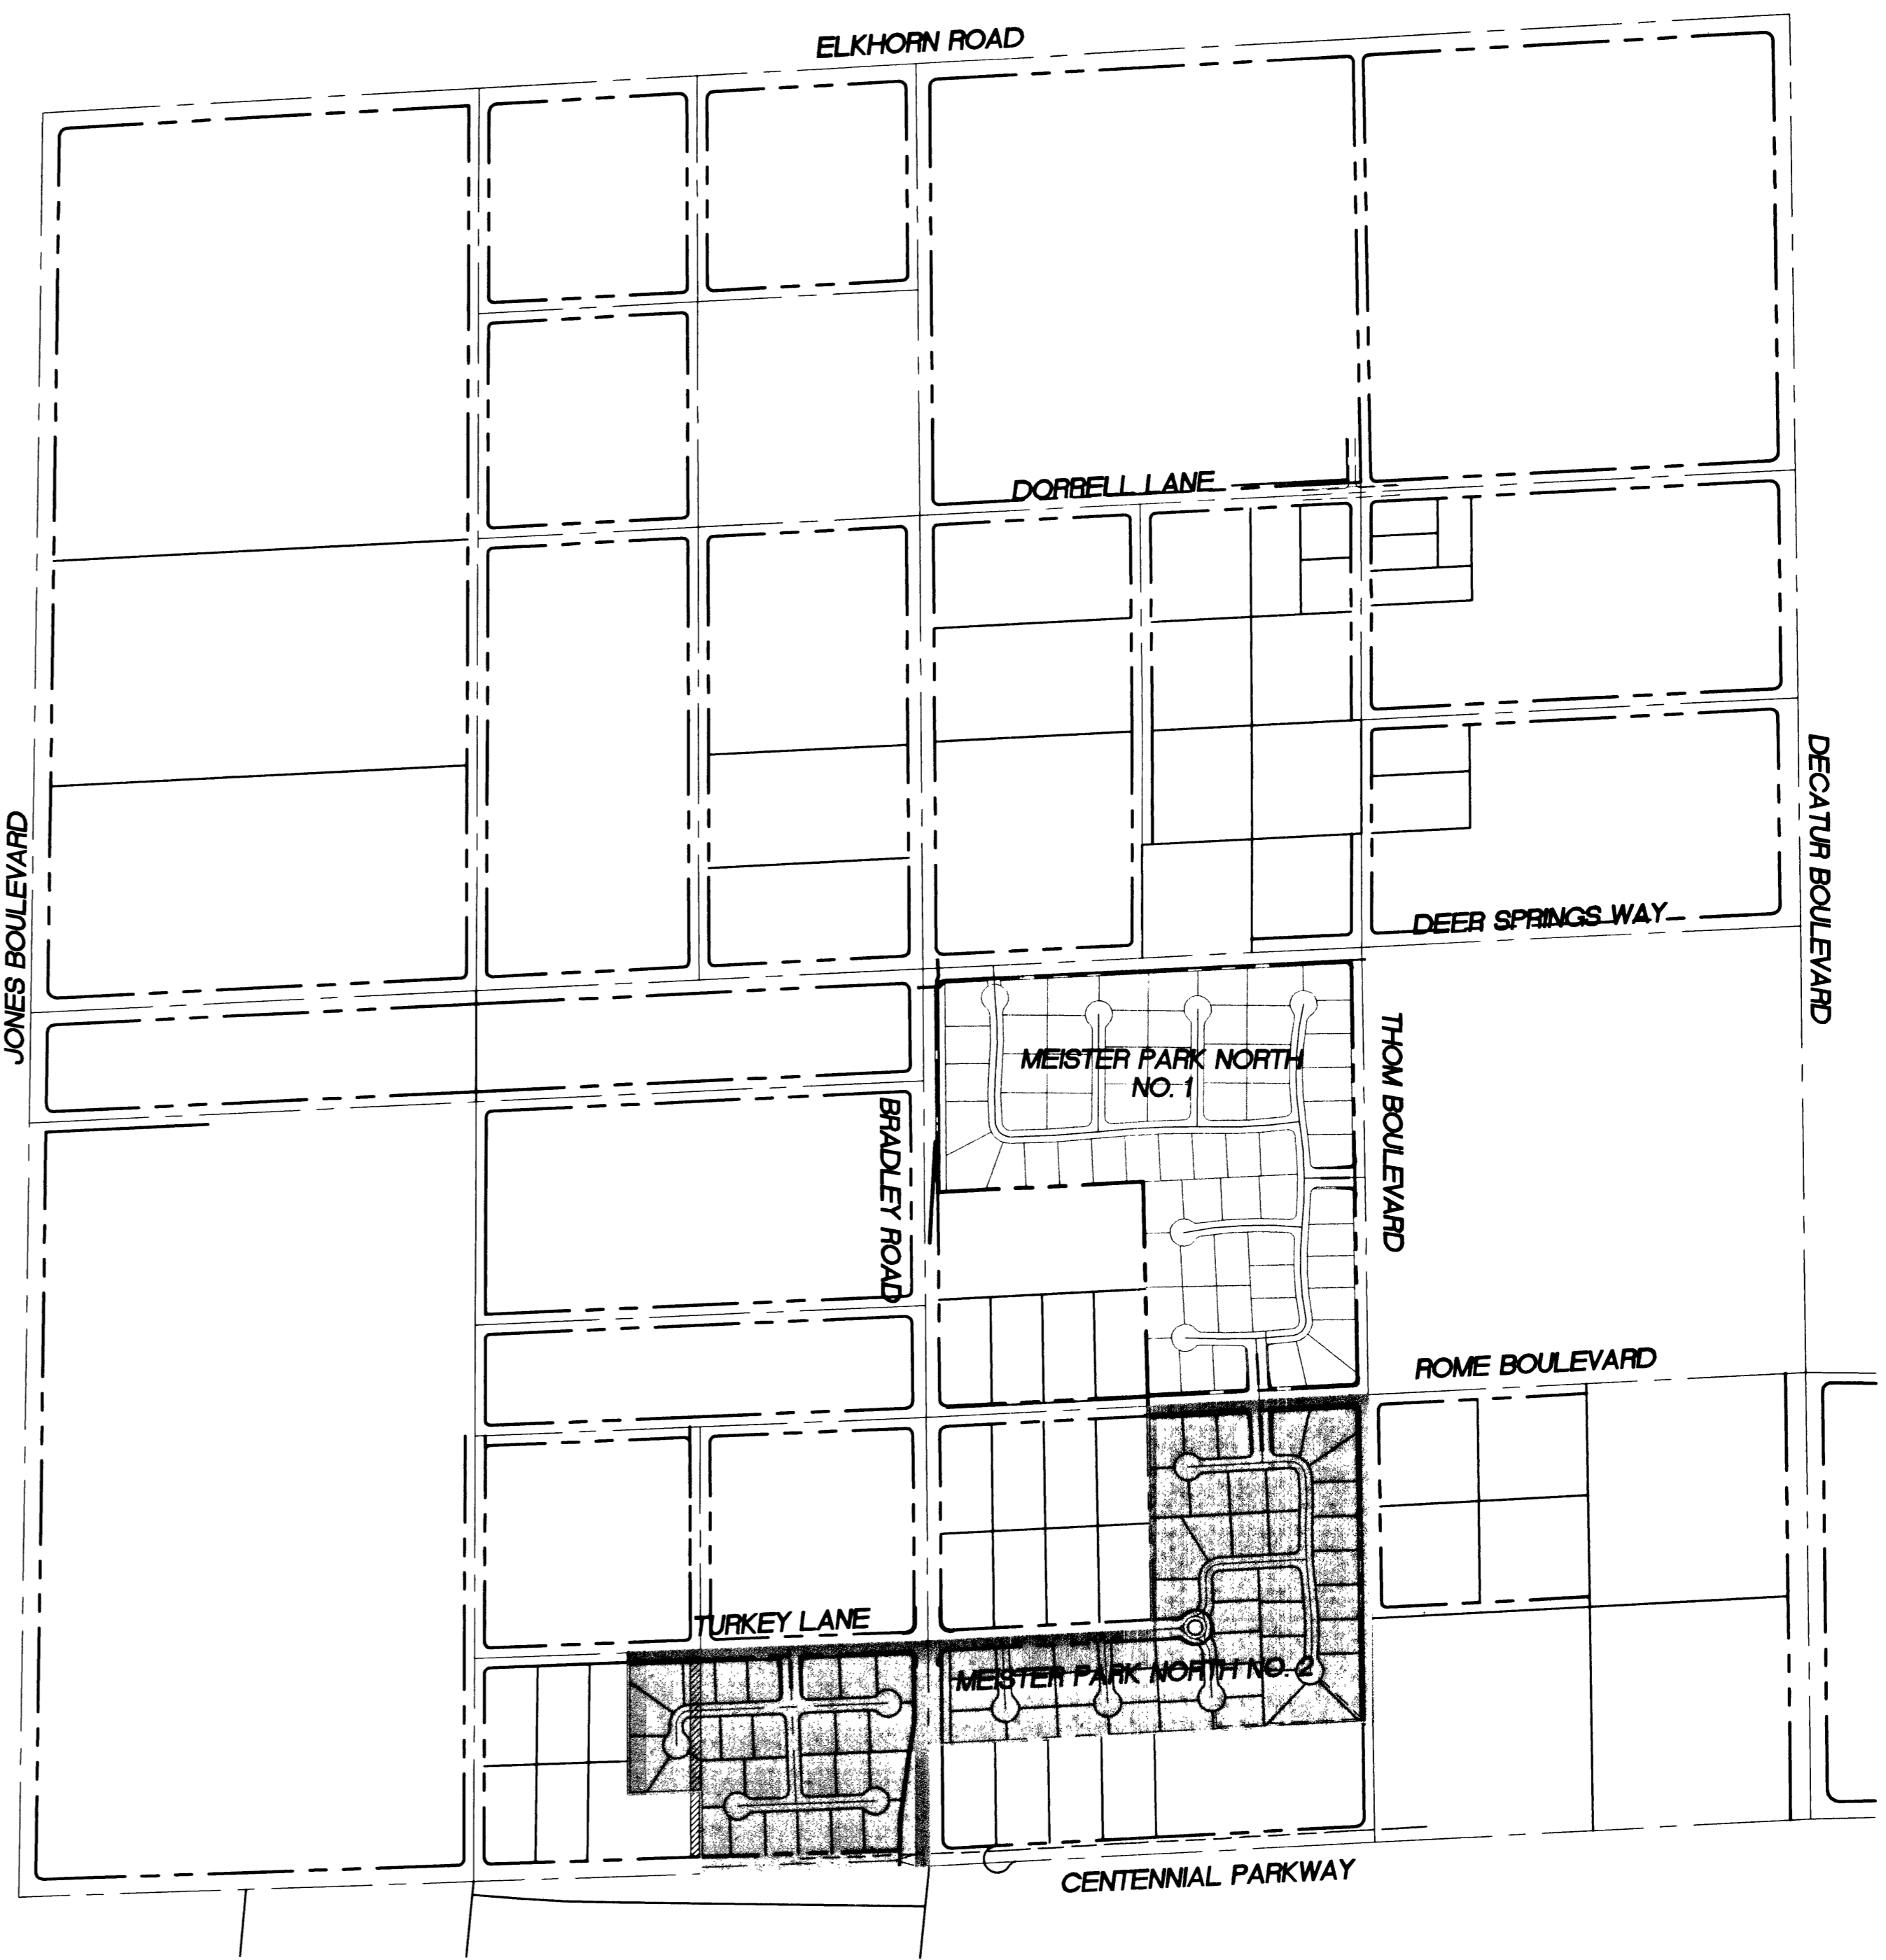 ELKHORN ROAD
DORRELL LANE
DECATUR BOULEVARD
JONES BOULEVARD
DEER SPRINGS WAY
MEISTER PARK NORTH
NO. 1
THOM BOULEVARD
BRADLEY ROAD
ROME BOULEVARD
TURKEY LANE
MEISTER PARK NORTH NO. 2
CENTENNIAL PARKWAY